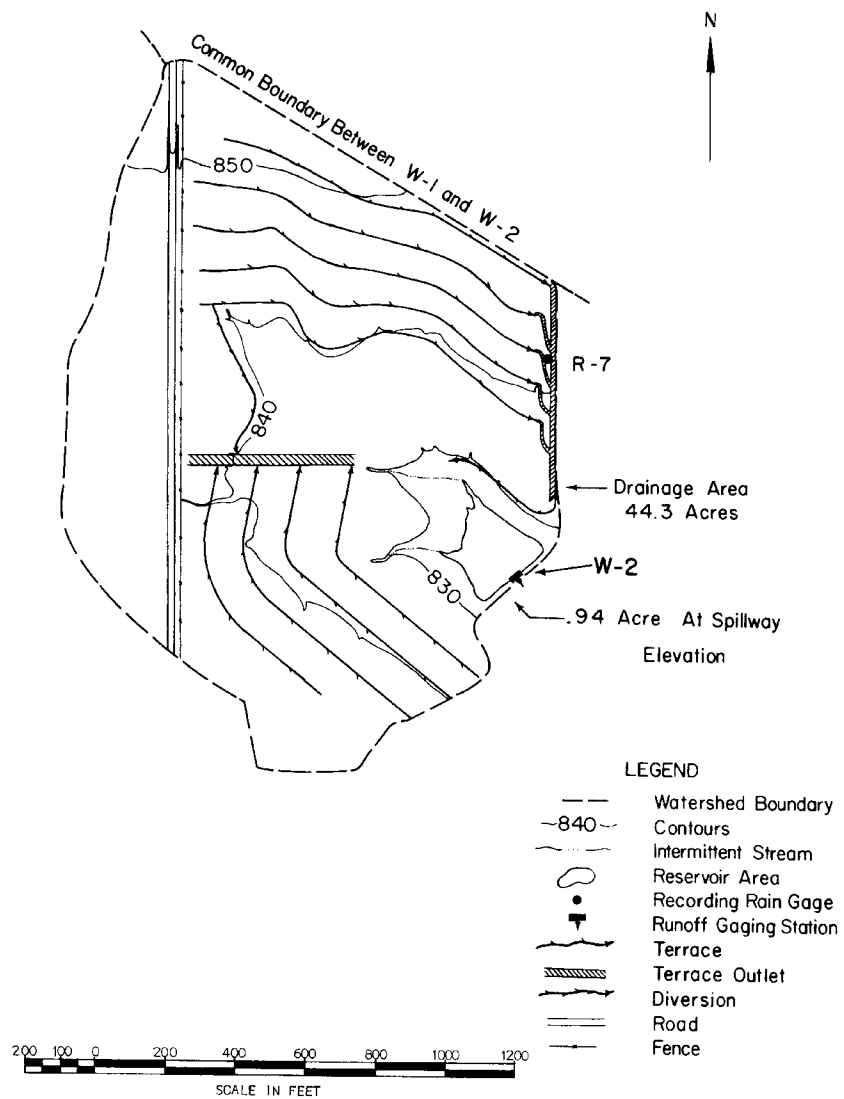 N
Common Boundary Between W-1 and W-2
850
R-7
840
Drainage Area
44.3 Acres
830
W-2
.94 Acre At Spillway
Elevation
LEGEND
Watershed Boundary
840 Contours
Intermittent Stream
Reservoir Area
Recording Rain Gage
Runoff Gaging Station
Terrace
Terrace Outlet
Diversion
Road
Fence
200 100 0 200 400 600 800 1000 1200
SCALE IN FEET